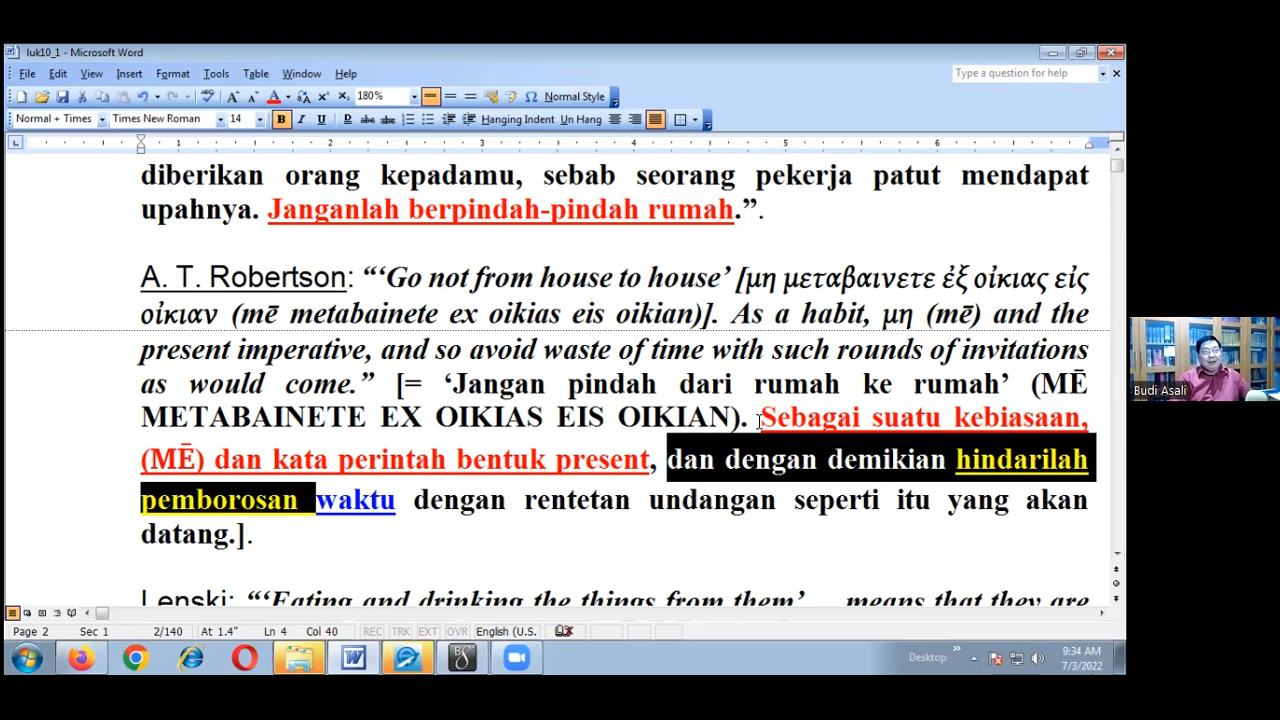 luk10_1 - Microsoft Word
File Edit View Insert Format Tools Table Window Help
Type a question for help
180% Normal Style
Normal + Times Times New Roman 14 B I U Hanging Indent Un Hang
1 2 3 4 5 6
diberikan orang kepadamu, sebab seorang pekerja patut mendapat
upahnya. Janganlah berpindah-pindah rumah.”.
A. T. Robertson: “‘Go not from house to house’ [μη μεταβαινετε ἐξ οἰκιας εἰς
οἰκιαν (mē metabainete ex oikias eis oikian)]. As a habit, μη (mē) and the
present imperative, and so avoid waste of time with such rounds of invitations
as would come.” [= ‘Jangan pindah dari rumah ke rumah’ (MĒ
METABAINETE EX OIKIAS EIS OIKIAN). Sebagai suatu kebiasaan,
(MĒ) dan kata perintah bentuk present, dan dengan demikian hindarilah
pemborosan waktu dengan rentetan undangan seperti itu yang akan
datang.].
Lenski: “‘Eating and drinking the things from them’ ... means that they are
Page 2 Sec 1 2/140 At 1.4" Ln 4 Col 40 REC TRK EXT OVR English (U.S.
Desktop » 9:34 AM
7/3/2022
Budi Asali